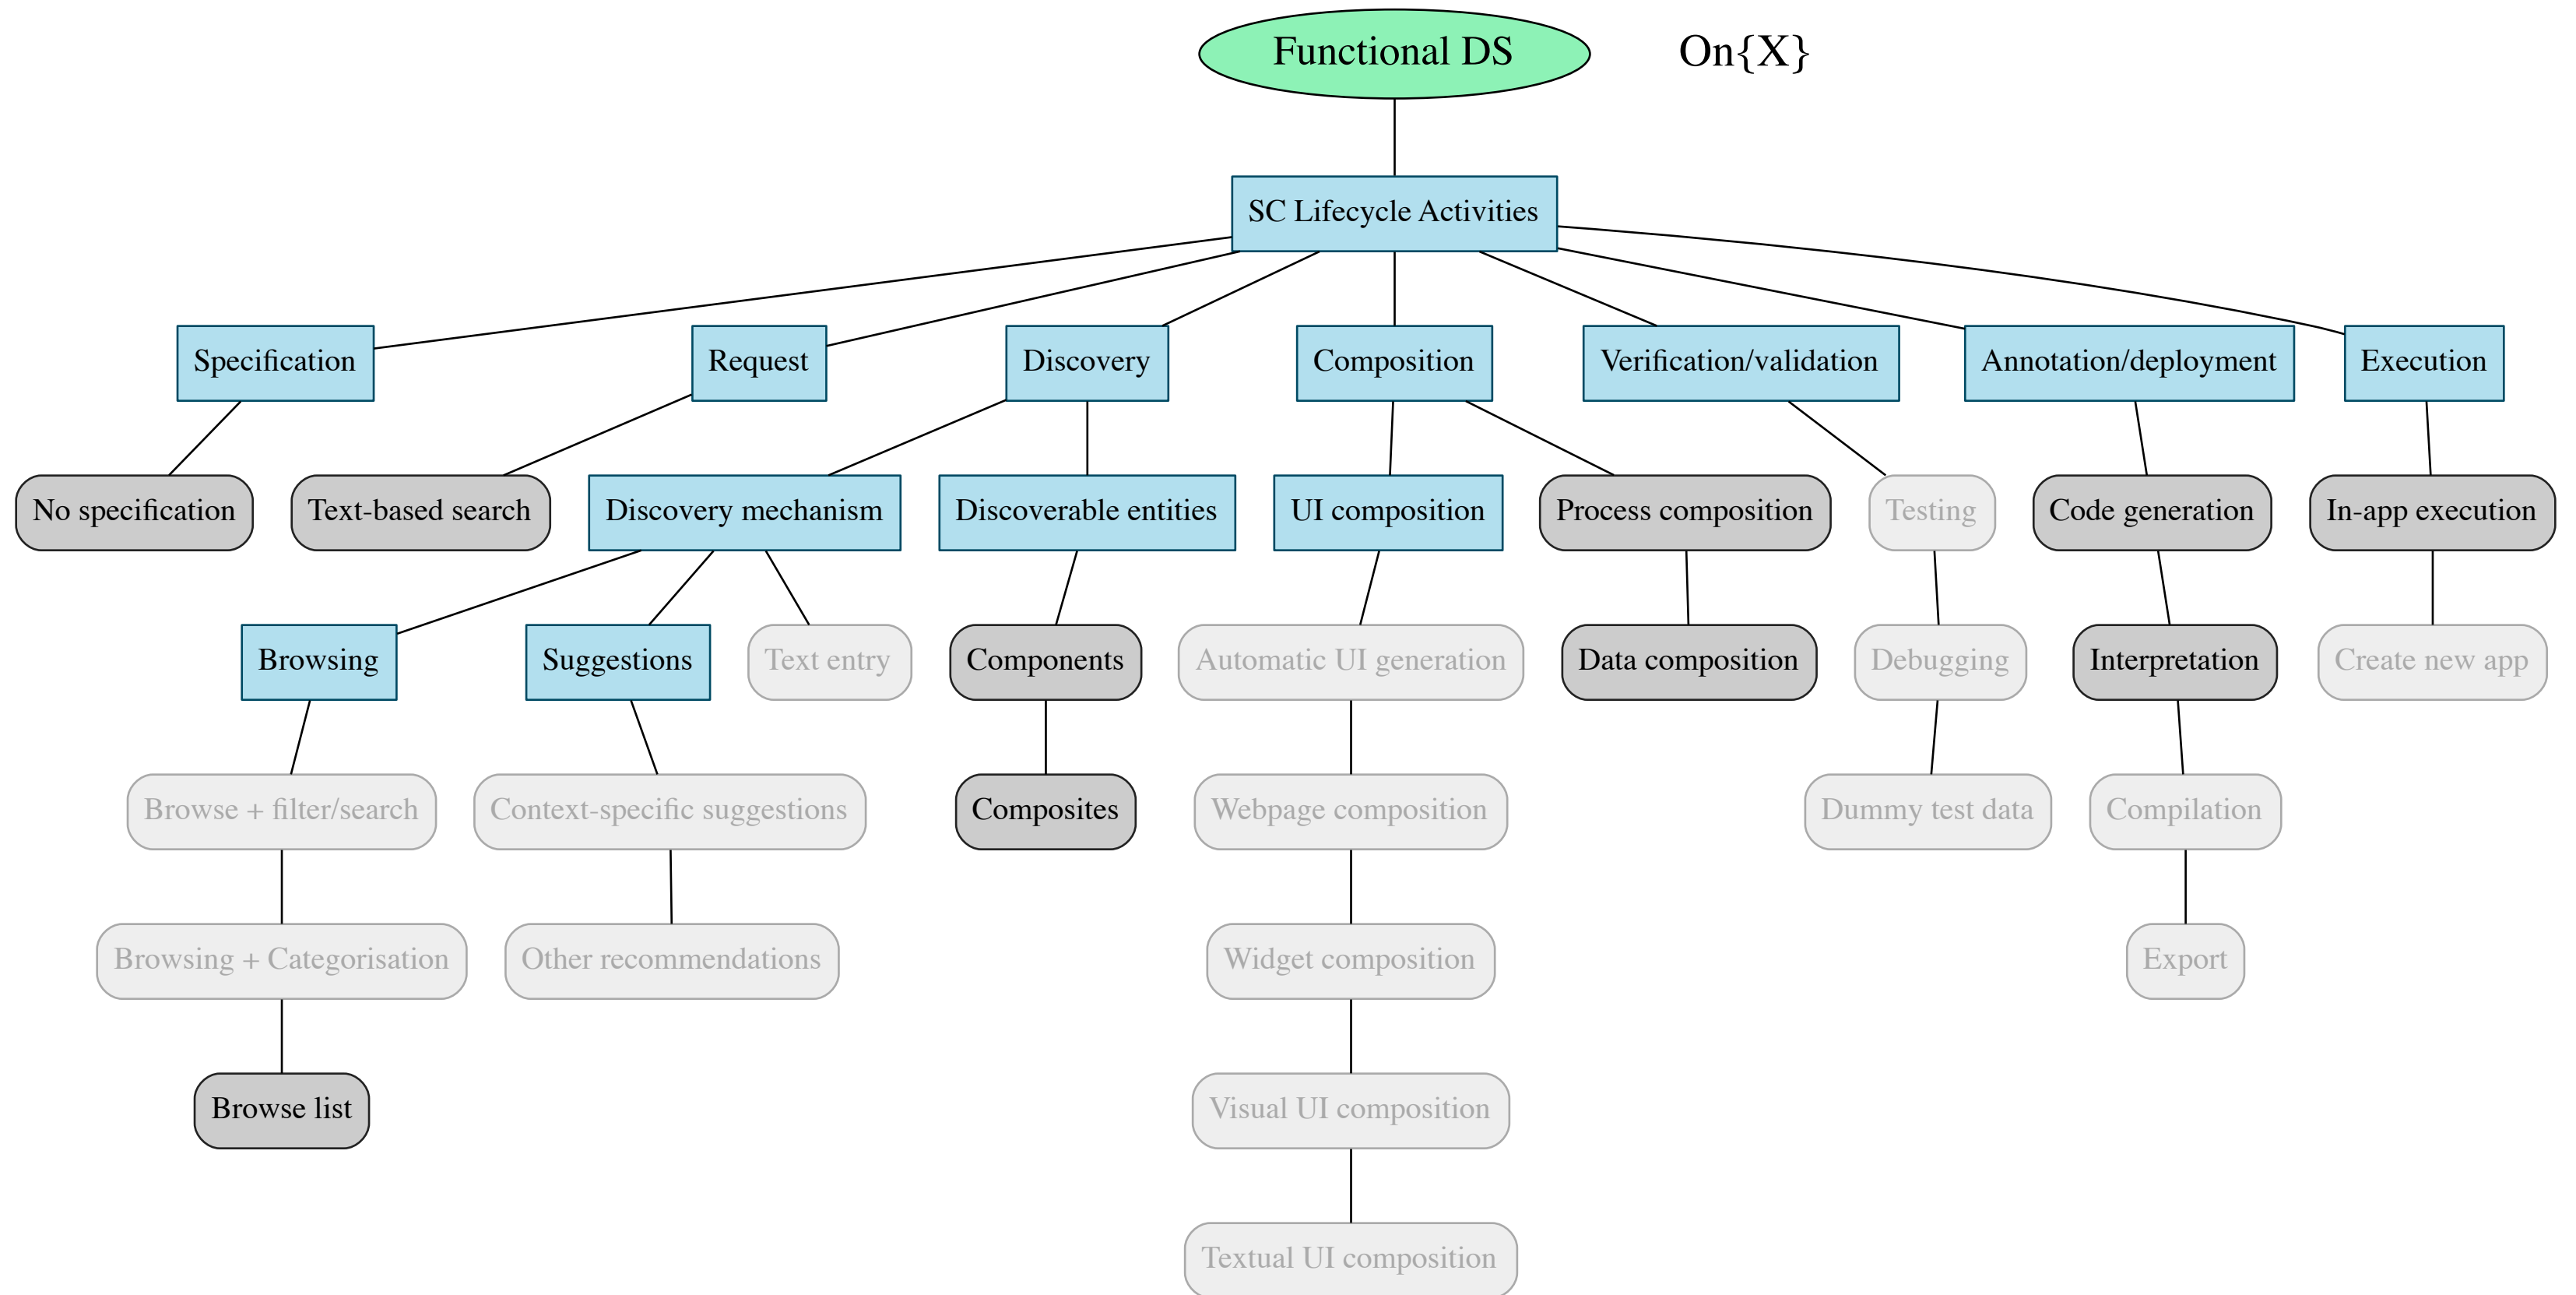 Functional DS
On{X}
SC Lifecycle Activities
Specification
Request
Discovery
Composition
Verification/validation
Annotation/deployment
Execution
No specification
Text-based search
Discovery mechanism
Discoverable entities
UI composition
Process composition
Testing
Code generation
In-app execution
Browsing
Suggestions
Text entry
Components
Automatic UI generation
Data composition
Debugging
Interpretation
Create new app
Browse + filter/search
Context-specific suggestions
Composites
Webpage composition
Dummy test data
Compilation
Browsing + Categorisation
Other recommendations
Widget composition
Export
Browse list
Visual UI composition
Textual UI composition